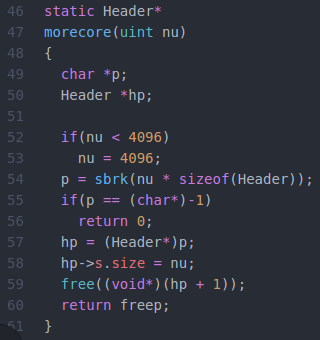 46 static Header*
47 morecore(uint nu)
48 {
49   char *p;
50   Header *hp;
51
52   if(nu < 4096)
53     nu = 4096;
54   p = sbrk(nu * sizeof(Header));
55   if(p == (char*)-1)
56     return 0;
57   hp = (Header*)p;
58   hp->s.size = nu;
59   free((void*)(hp + 1));
60   return freep;
61 }